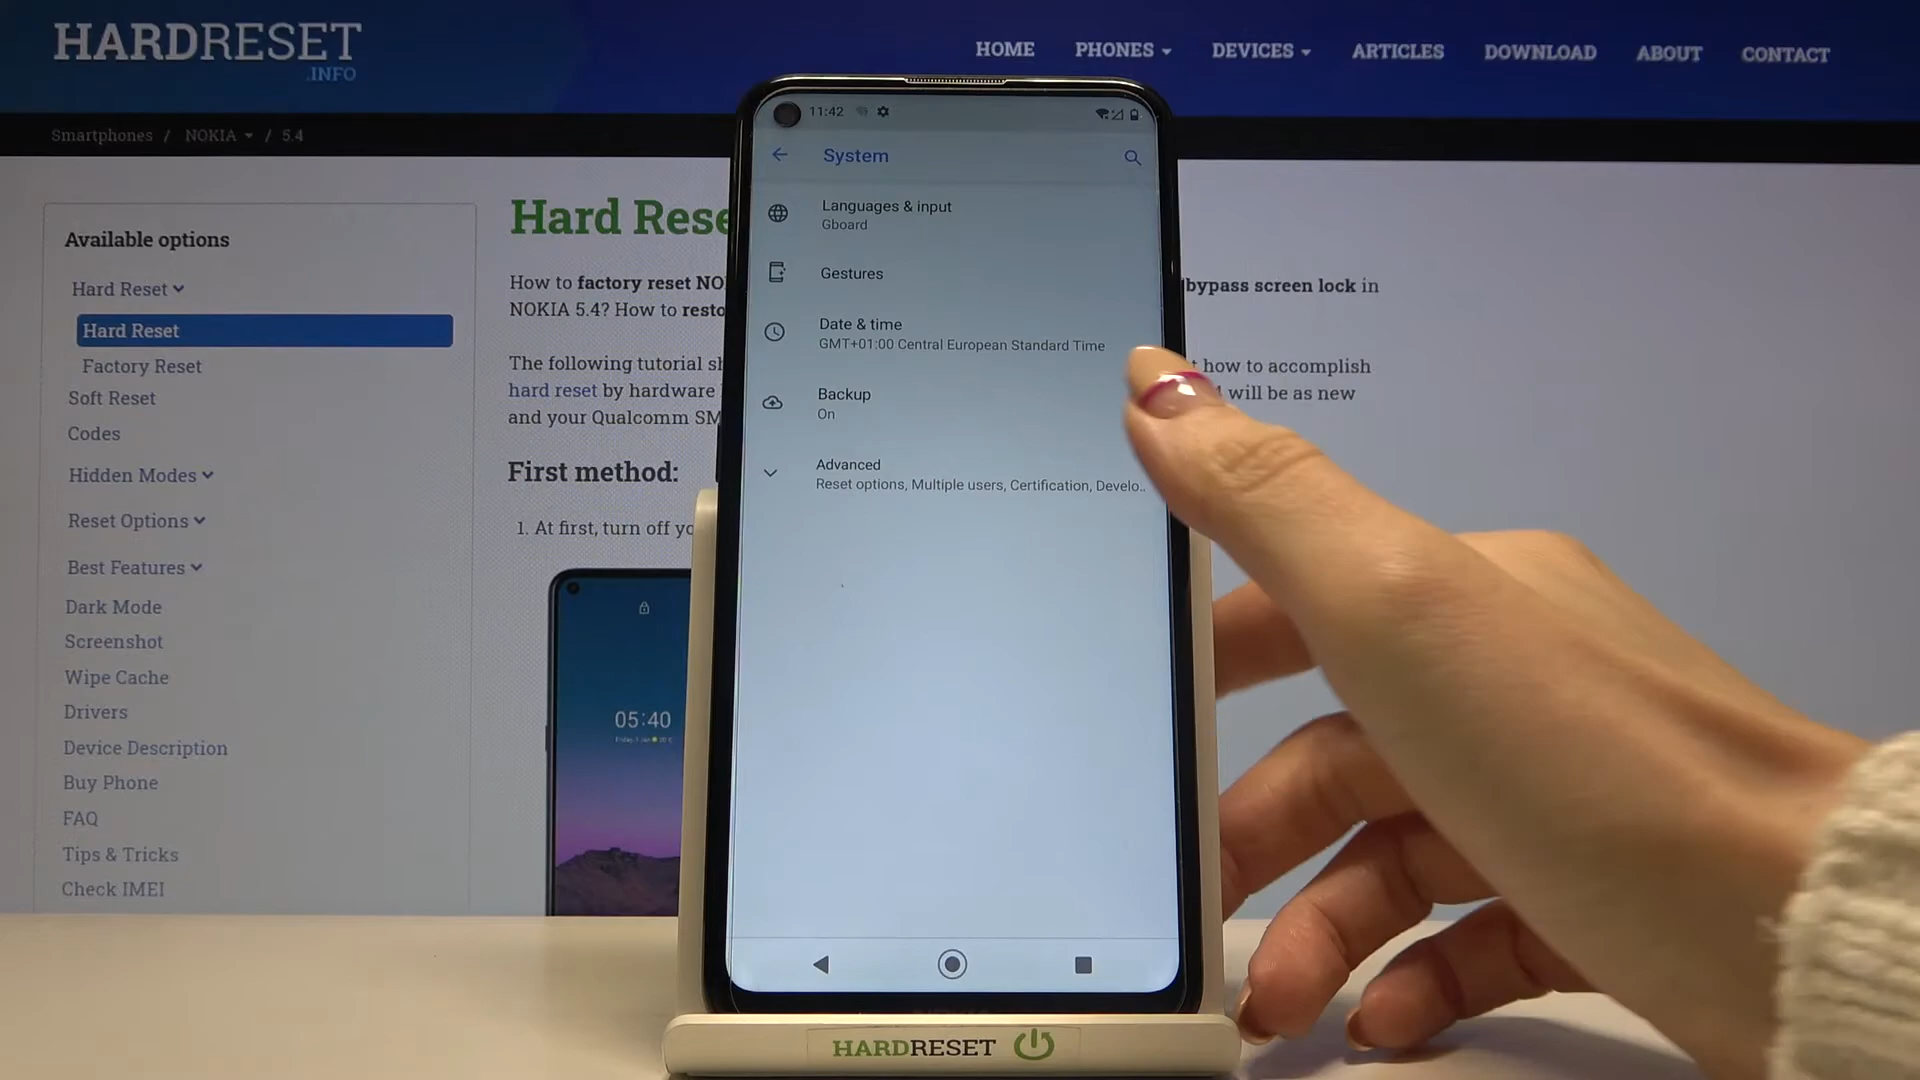 HARDRESET
.INFO
HOME PHONES DEVICES ARTICLES DOWNLOAD ABOUT CONTACT
Smartphones / NOKIA / 5.4
Available options
Hard Reset
Hard Reset
Factory Reset
Soft Reset
Codes
Hidden Modes
Reset Options
Best Features
Dark Mode
Screenshot
Wipe Cache
Drivers
Device Description
Buy Phone
FAQ
Tips & Tricks
Check IMEI
Hard Rese
How to factory reset NO bypass screen lock in
NOKIA 5.4? How to resto
The following tutorial sh t how to accomplish
hard reset by hardware will be as new
and your Qualcomm SM
First method:
1. At first, turn off yo
05:40
11:42
System
Languages & input
Gboard
Gestures
Date & time
GMT+01:00 Central European Standard Time
Backup
On
Advanced
Reset options, Multiple users, Certification, Develo..
HARDRESET